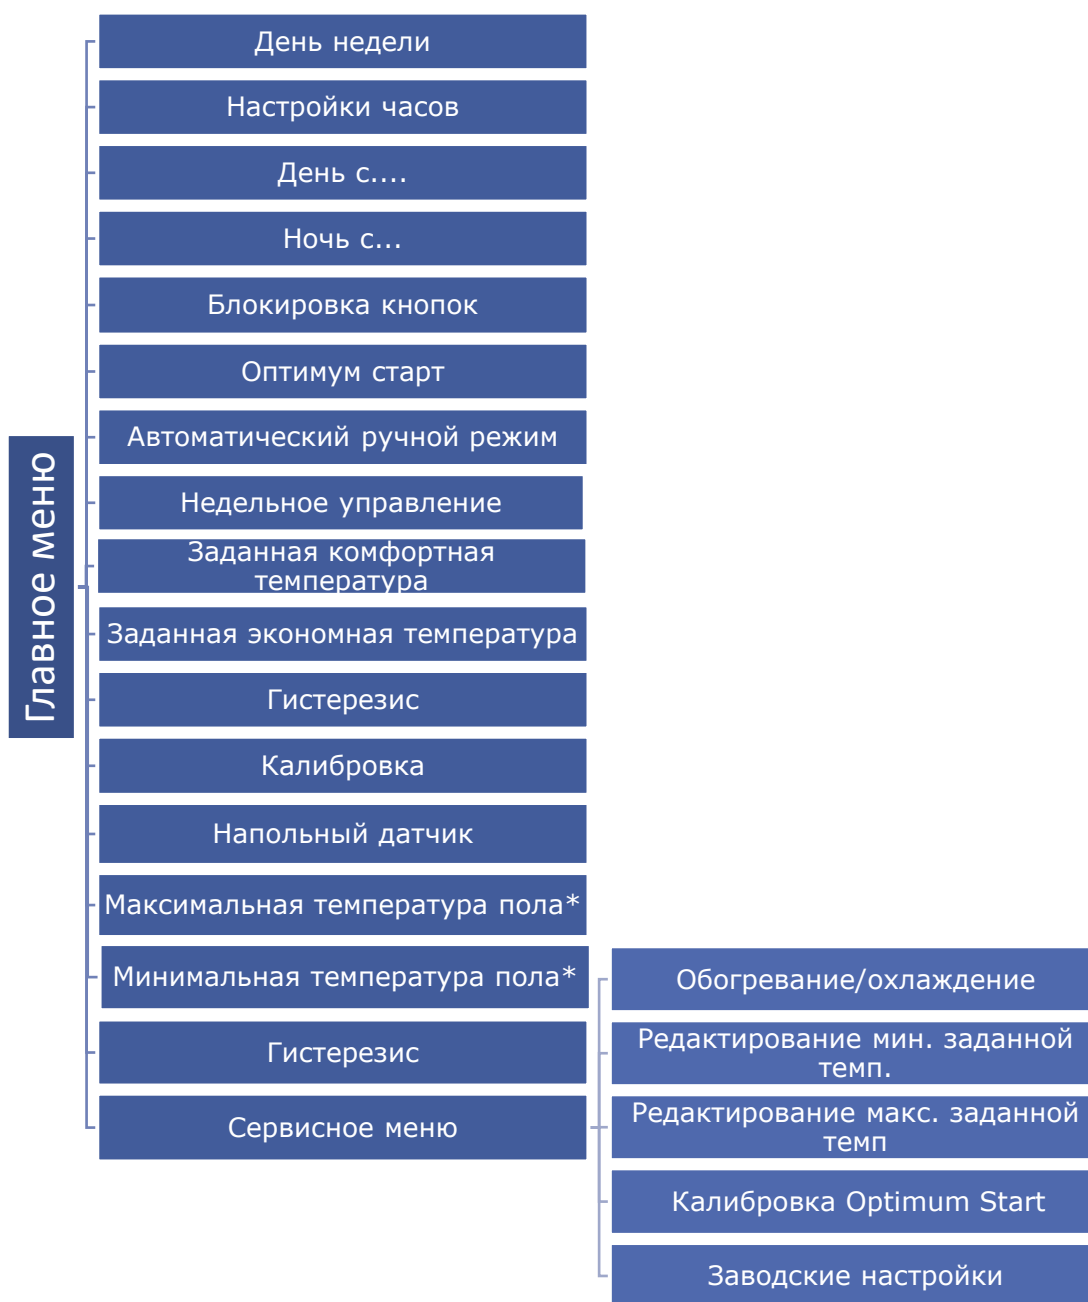 Главное меню
День недели
Настройки часов
День с....
Ночь с...
Блокировка кнопок
Оптимум старт
Автоматический ручной режим
Недельное управление
Заданная комфортная
температура
Заданная экономная температура
Гистерезис
Калибровка
Напольный датчик
Максимальная температура пола*
Минимальная температура пола*
Гистерезис
Сервисное меню
Обогревание/охлаждение
Редактирование мин. заданной
темп.
Редактирование макс. заданной
темп
Калибровка Optimum Start
Заводские настройки